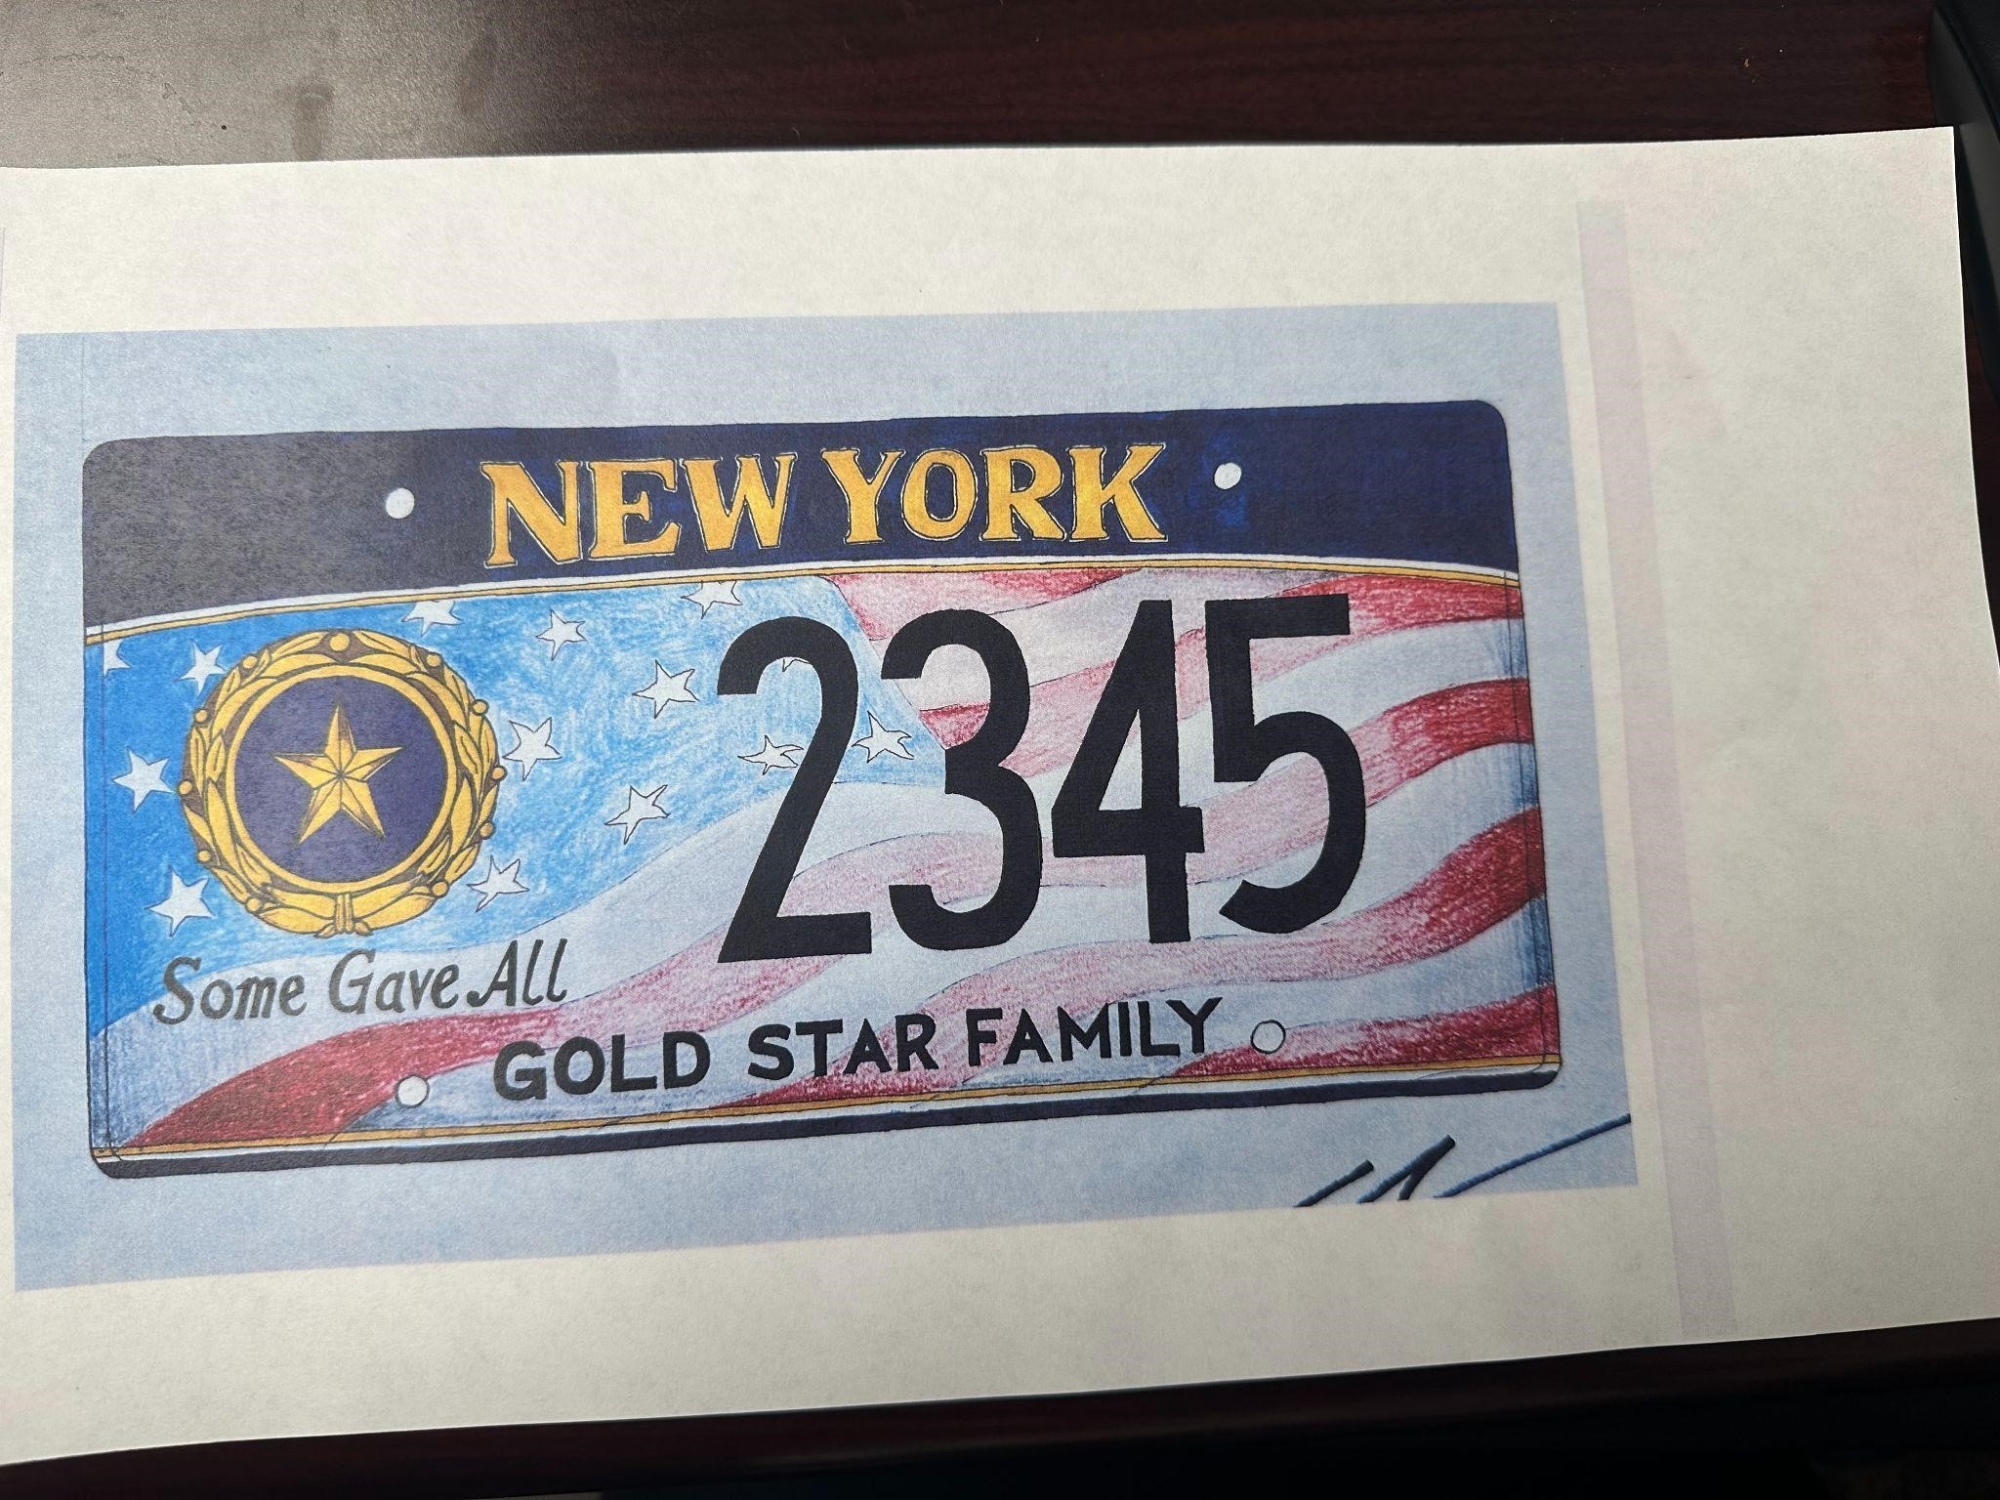 NEW YORK
2345
Some Gave All
GOLD STAR FAMILY